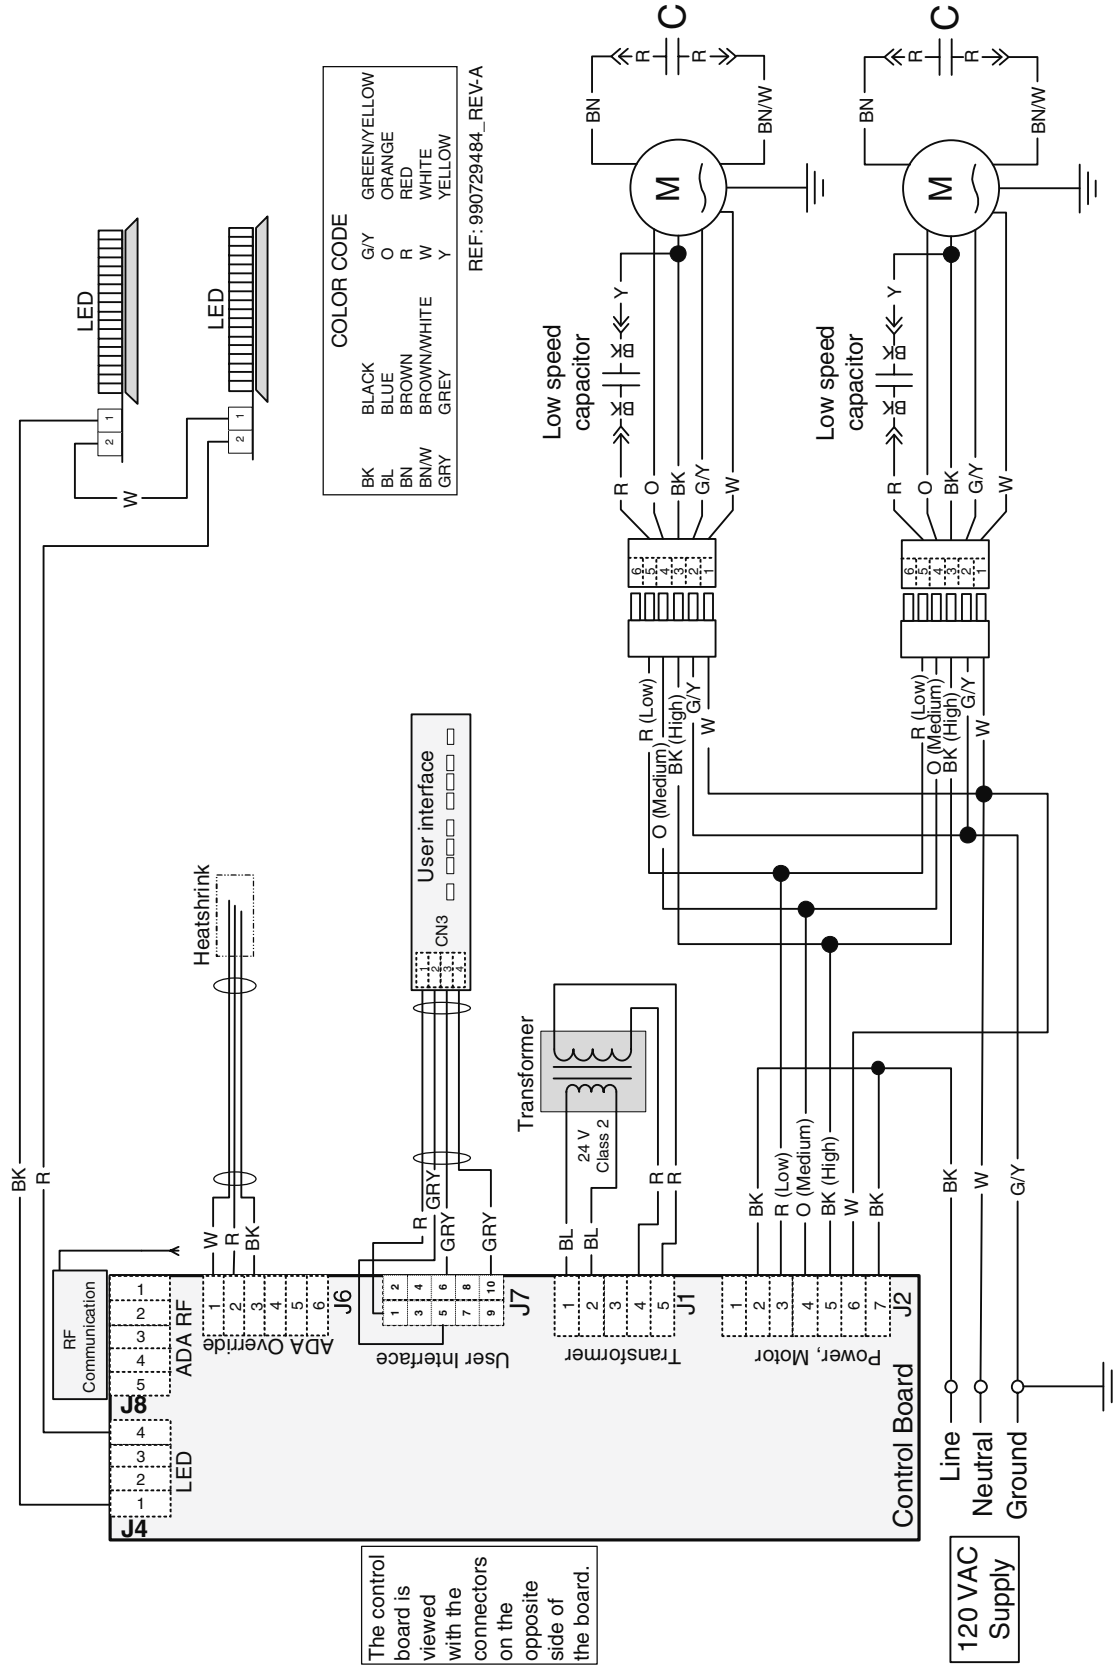 LED
1
2
LED
1
2
W
BK
R
COLOR CODE
BK BLACK G/Y GREEN/YELLOW
BL BLUE O ORANGE
BN BROWN R RED
BN/W BROWN/WHITE W WHITE
GRY GREY Y YELLOW
REF: 990729484_REV-A
Heatshrink
W
R
BK
RF
Communication
J8
ADA RF
5
4
3
2
1
J4
LED
1
2
3
4
J6
ADA Override
1
2
3
4
5
6
User interface
CN3
1
2
3
4
R
GRY
GRY
GRY
J7
User Interface
1
3
5
7
9
2
4
6
8
10
Transformer
24 V
Class 2
BL
BL
R
R
J1
Transformer
1
2
3
4
5
J2
Power, Motor
1
2
3
4
5
6
7
BK
R (Low)
O (Medium)
BK (High)
W
BK
Control Board
The control
board is
viewed
with the
connectors
on the
opposite
side of
the board.
120 VAC
Supply
Line
Neutral
Ground
BK
W
G/Y
R (Low)
O (Medium)
BK (High)
G/Y
W
6
5
4
3
2
1
R
O
BK
G/Y
W
Low speed
capacitor
BK
BK
Y
M
BN
R
C
R
BN/W
R (Low)
O (Medium)
BK (High)
G/Y
W
6
5
4
3
2
1
R
O
BK
G/Y
W
Low speed
capacitor
BK
BK
Y
M
BN
R
C
R
BN/W